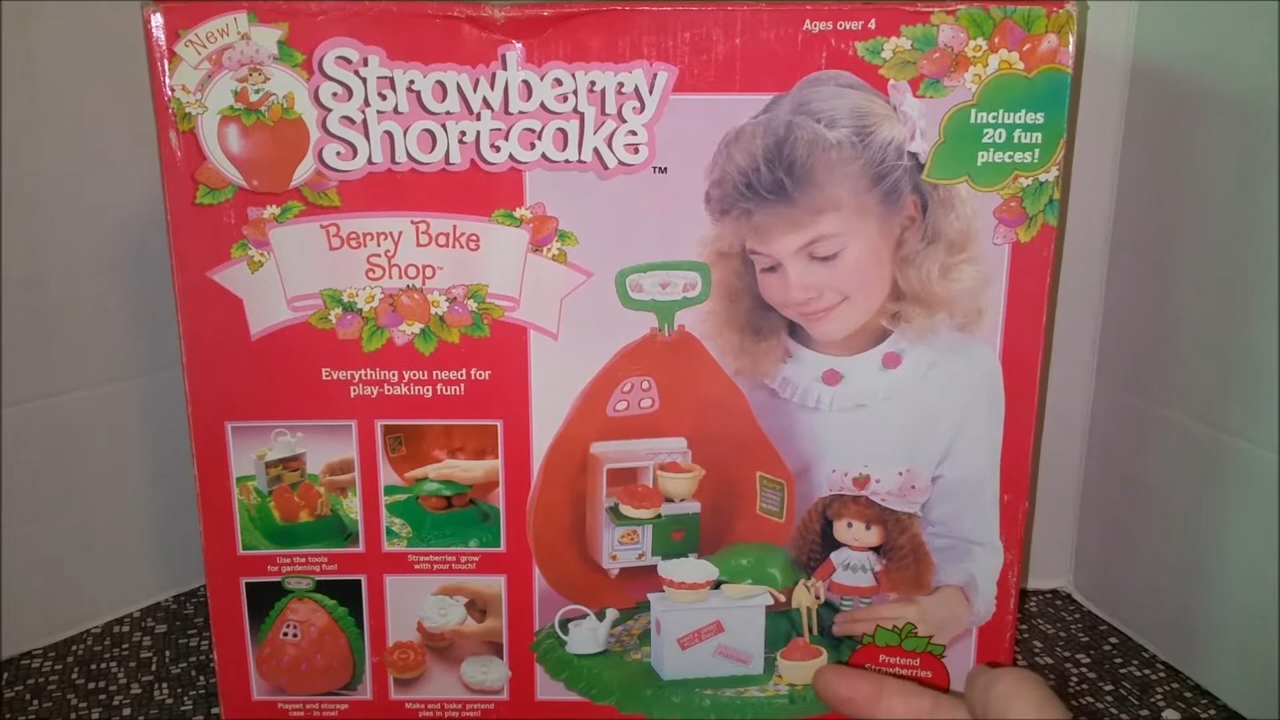 New!
Strawberry
Shortcake
TM
Ages over 4
Includes
20 fun
pieces!
Berry Bake
Shop
Everything you need for
play-baking fun!
Use the tools
for gardening fun!
Strawberries 'grow'
with your touch!
Playset and storage
case – in one!
Make and 'bake' pretend
pies in play oven!
Pretend
Strawberries